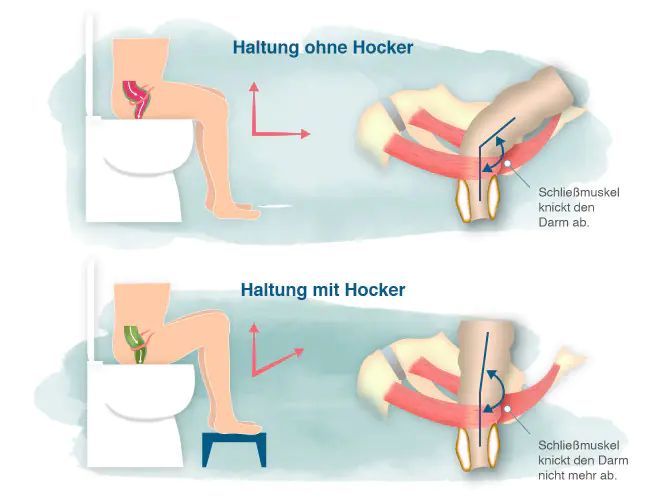 Haltung ohne Hocker
Schließmuskel
knickt den
Darm ab.
Haltung mit Hocker
Schließmuskel
knickt den Darm
nicht mehr ab.